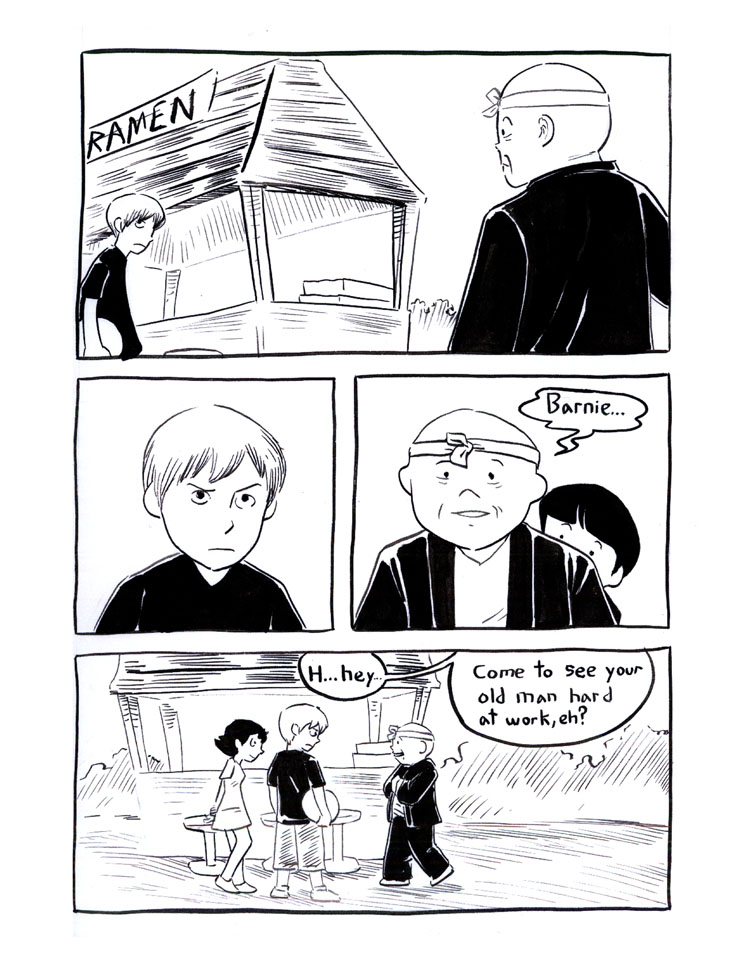 RAMEN
Barnie...
H...hey...
Come to see your
old man hard
at work, eh?